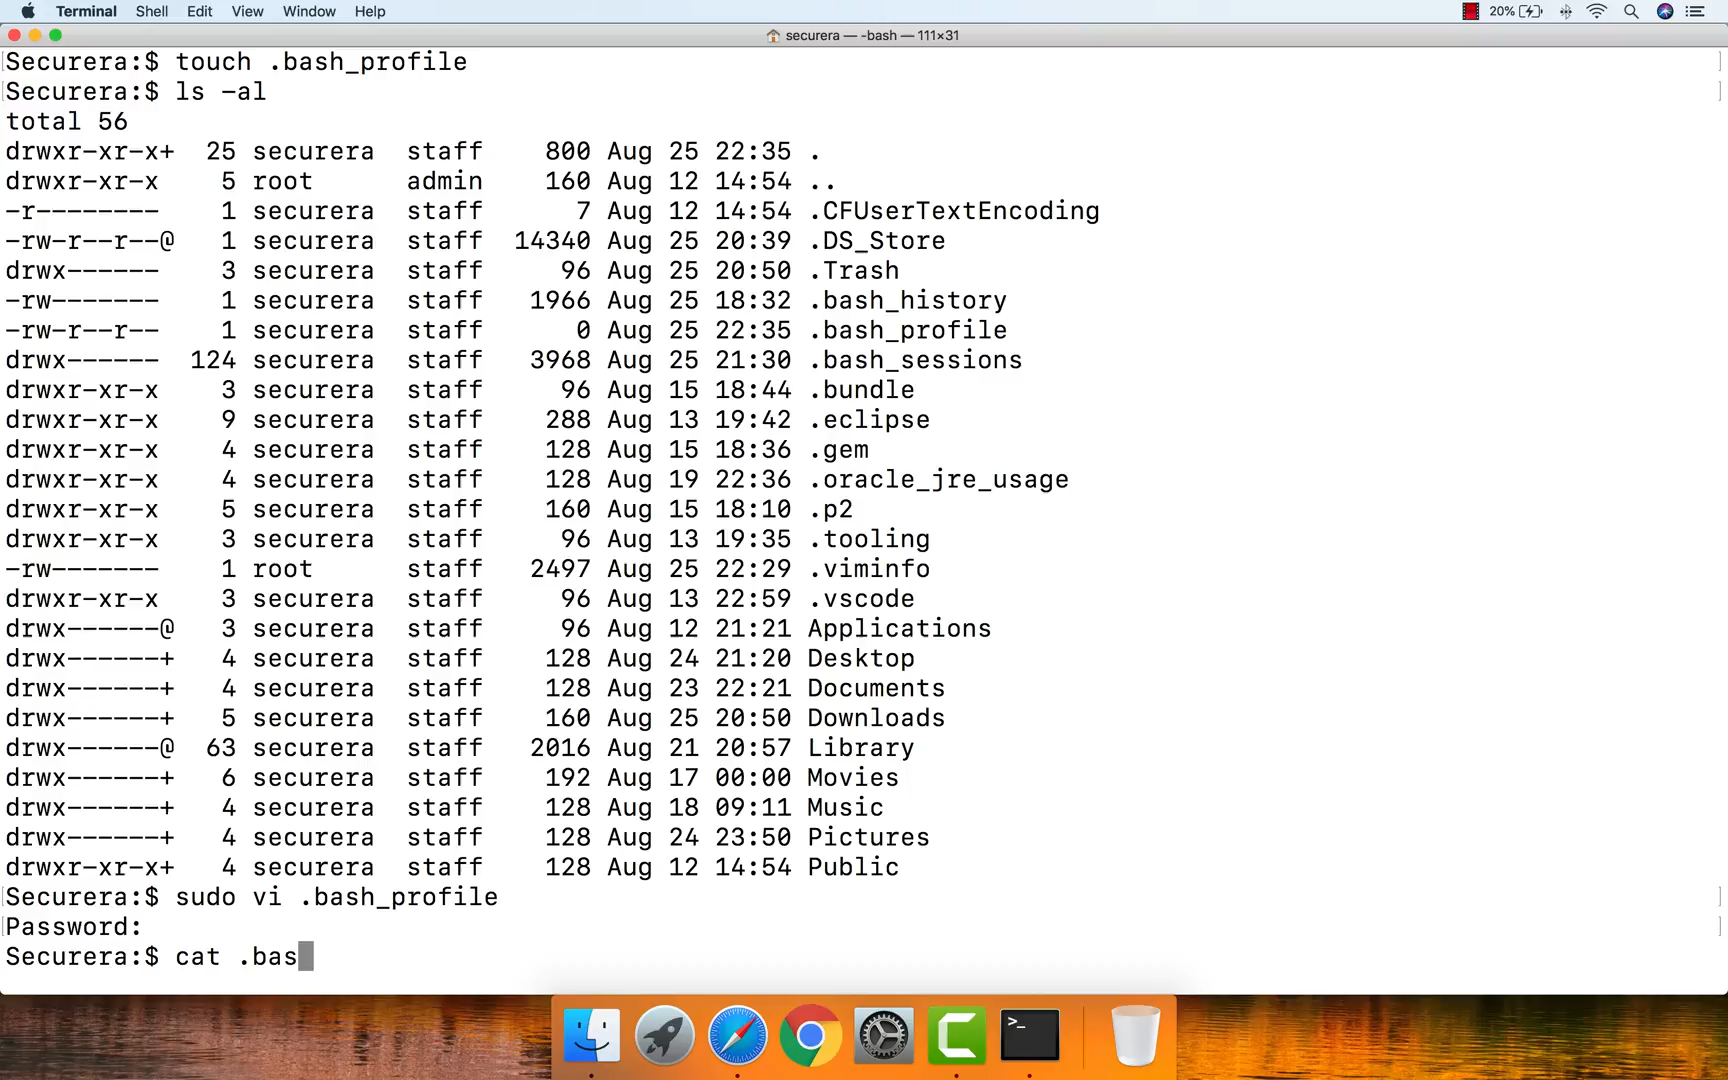 Terminal Shell Edit View Window Help 20%
securera — -bash — 111×31
Securera:$ touch .bash_profile
Securera:$ ls -al
total 56
drwxr-xr-x+ 25 securera staff 800 Aug 25 22:35 .
drwxr-xr-x 5 root admin 160 Aug 12 14:54 ..
-r-------- 1 securera staff 7 Aug 12 14:54 .CFUserTextEncoding
-rw-r--r--@ 1 securera staff 14340 Aug 25 20:39 .DS_Store
drwx------ 3 securera staff 96 Aug 25 20:50 .Trash
-rw------- 1 securera staff 1966 Aug 25 18:32 .bash_history
-rw-r--r-- 1 securera staff 0 Aug 25 22:35 .bash_profile
drwx------ 124 securera staff 3968 Aug 25 21:30 .bash_sessions
drwxr-xr-x 3 securera staff 96 Aug 15 18:44 .bundle
drwxr-xr-x 9 securera staff 288 Aug 13 19:42 .eclipse
drwxr-xr-x 4 securera staff 128 Aug 15 18:36 .gem
drwxr-xr-x 4 securera staff 128 Aug 19 22:36 .oracle_jre_usage
drwxr-xr-x 5 securera staff 160 Aug 15 18:10 .p2
drwxr-xr-x 3 securera staff 96 Aug 13 19:35 .tooling
-rw------- 1 root staff 2497 Aug 25 22:29 .viminfo
drwxr-xr-x 3 securera staff 96 Aug 13 22:59 .vscode
drwx------@ 3 securera staff 96 Aug 12 21:21 Applications
drwx------+ 4 securera staff 128 Aug 24 21:20 Desktop
drwx------+ 4 securera staff 128 Aug 23 22:21 Documents
drwx------+ 5 securera staff 160 Aug 25 20:50 Downloads
drwx------@ 63 securera staff 2016 Aug 21 20:57 Library
drwx------+ 6 securera staff 192 Aug 17 00:00 Movies
drwx------+ 4 securera staff 128 Aug 18 09:11 Music
drwx------+ 4 securera staff 128 Aug 24 23:50 Pictures
drwxr-xr-x+ 4 securera staff 128 Aug 12 14:54 Public
Securera:$ sudo vi .bash_profile
Password:
Securera:$ cat .bas